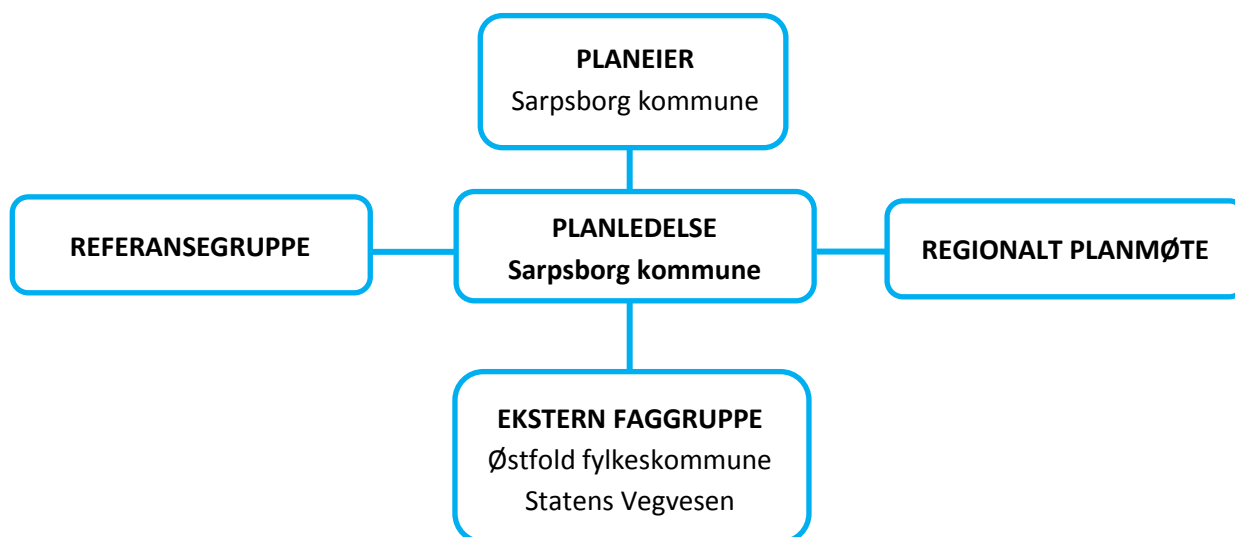 PLANEIER
Sarpsborg kommune
REFERANSEGRUPPE
PLANLEDELSE
Sarpsborg kommune
REGIONALT PLANMØTE
EKSTERN FAGGRUPPE
Østfold fylkeskommune
Statens Vegvesen